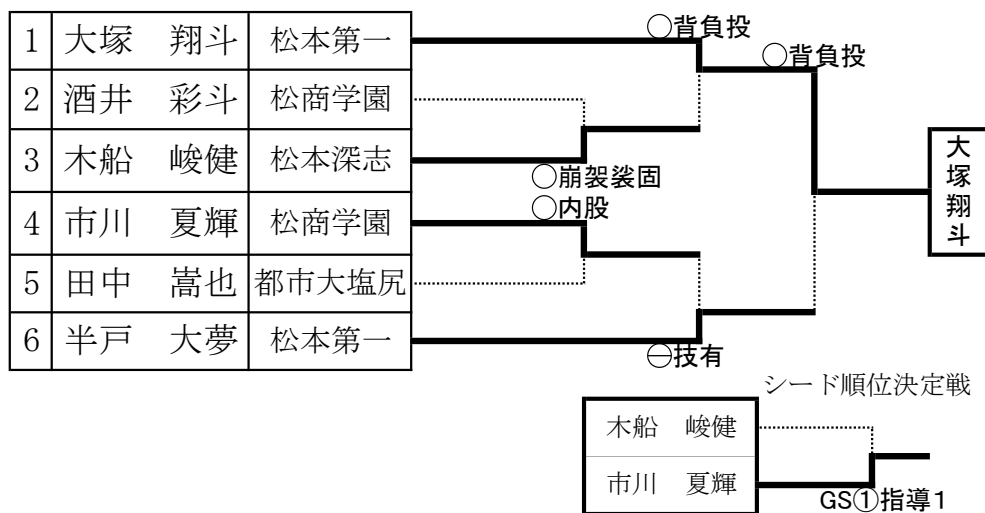 1 大塚　翔斗 松本第一
2 酒井　彩斗 松商学園
3 木船　峻健 松本深志
4 市川　夏輝 松商学園
5 田中　嵩也 都市大塩尻
6 半戸　大夢 松本第一
○背負投
○背負投
○崩袈裟固
○内股
㊀技有
大塚翔斗
シード順位決定戦
木船　峻健
市川　夏輝
GS①指導1